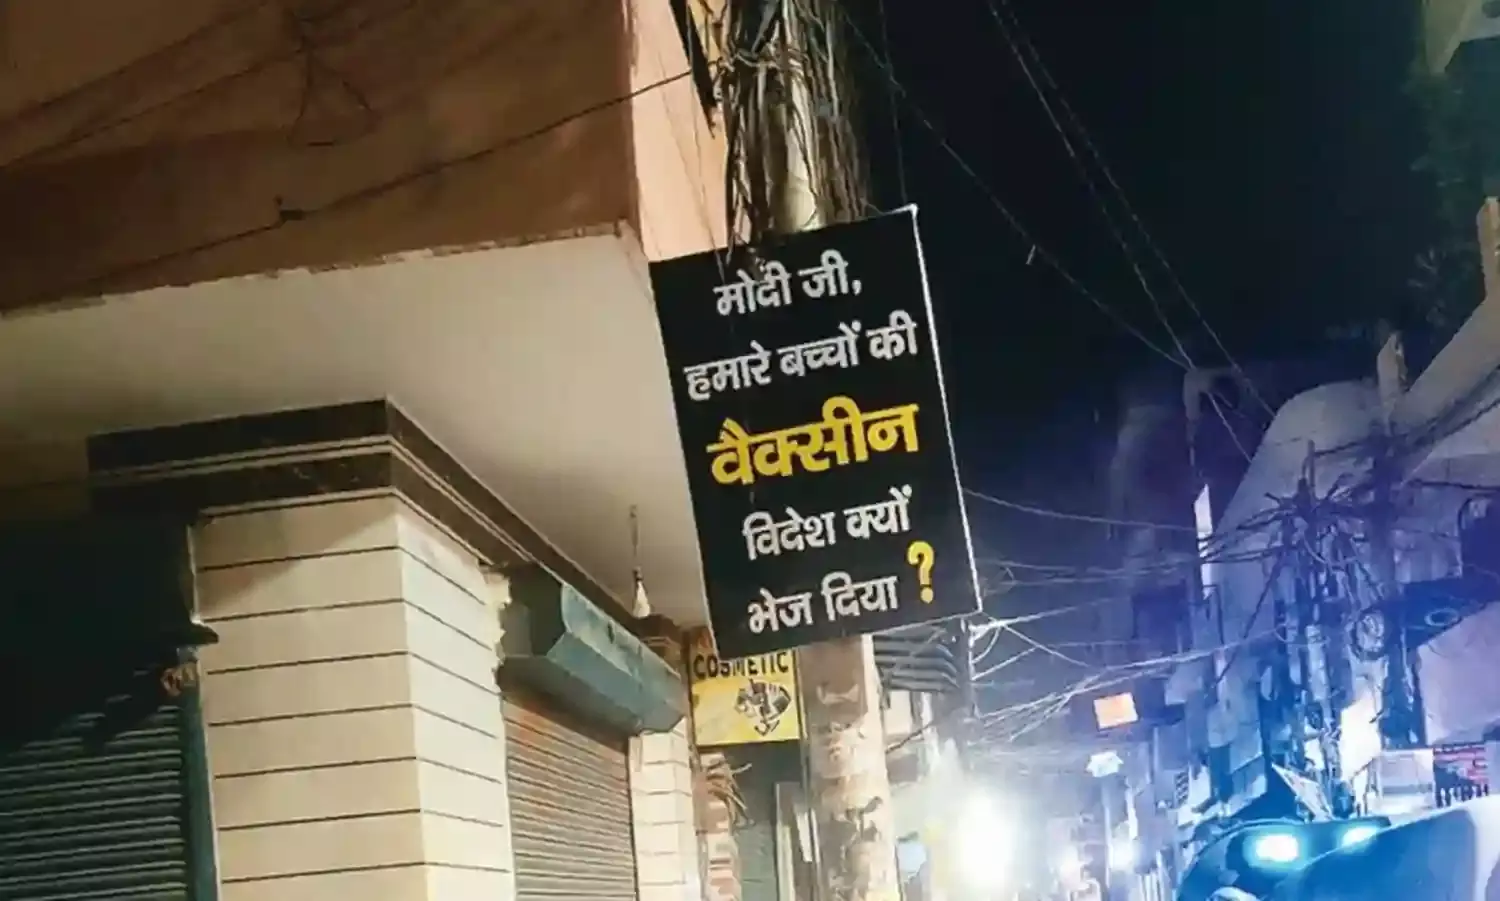 मोदी जी,
हमारे बच्चों की
वैक्सीन
विदेश क्यों
भेज दिया ?
COSMETIC